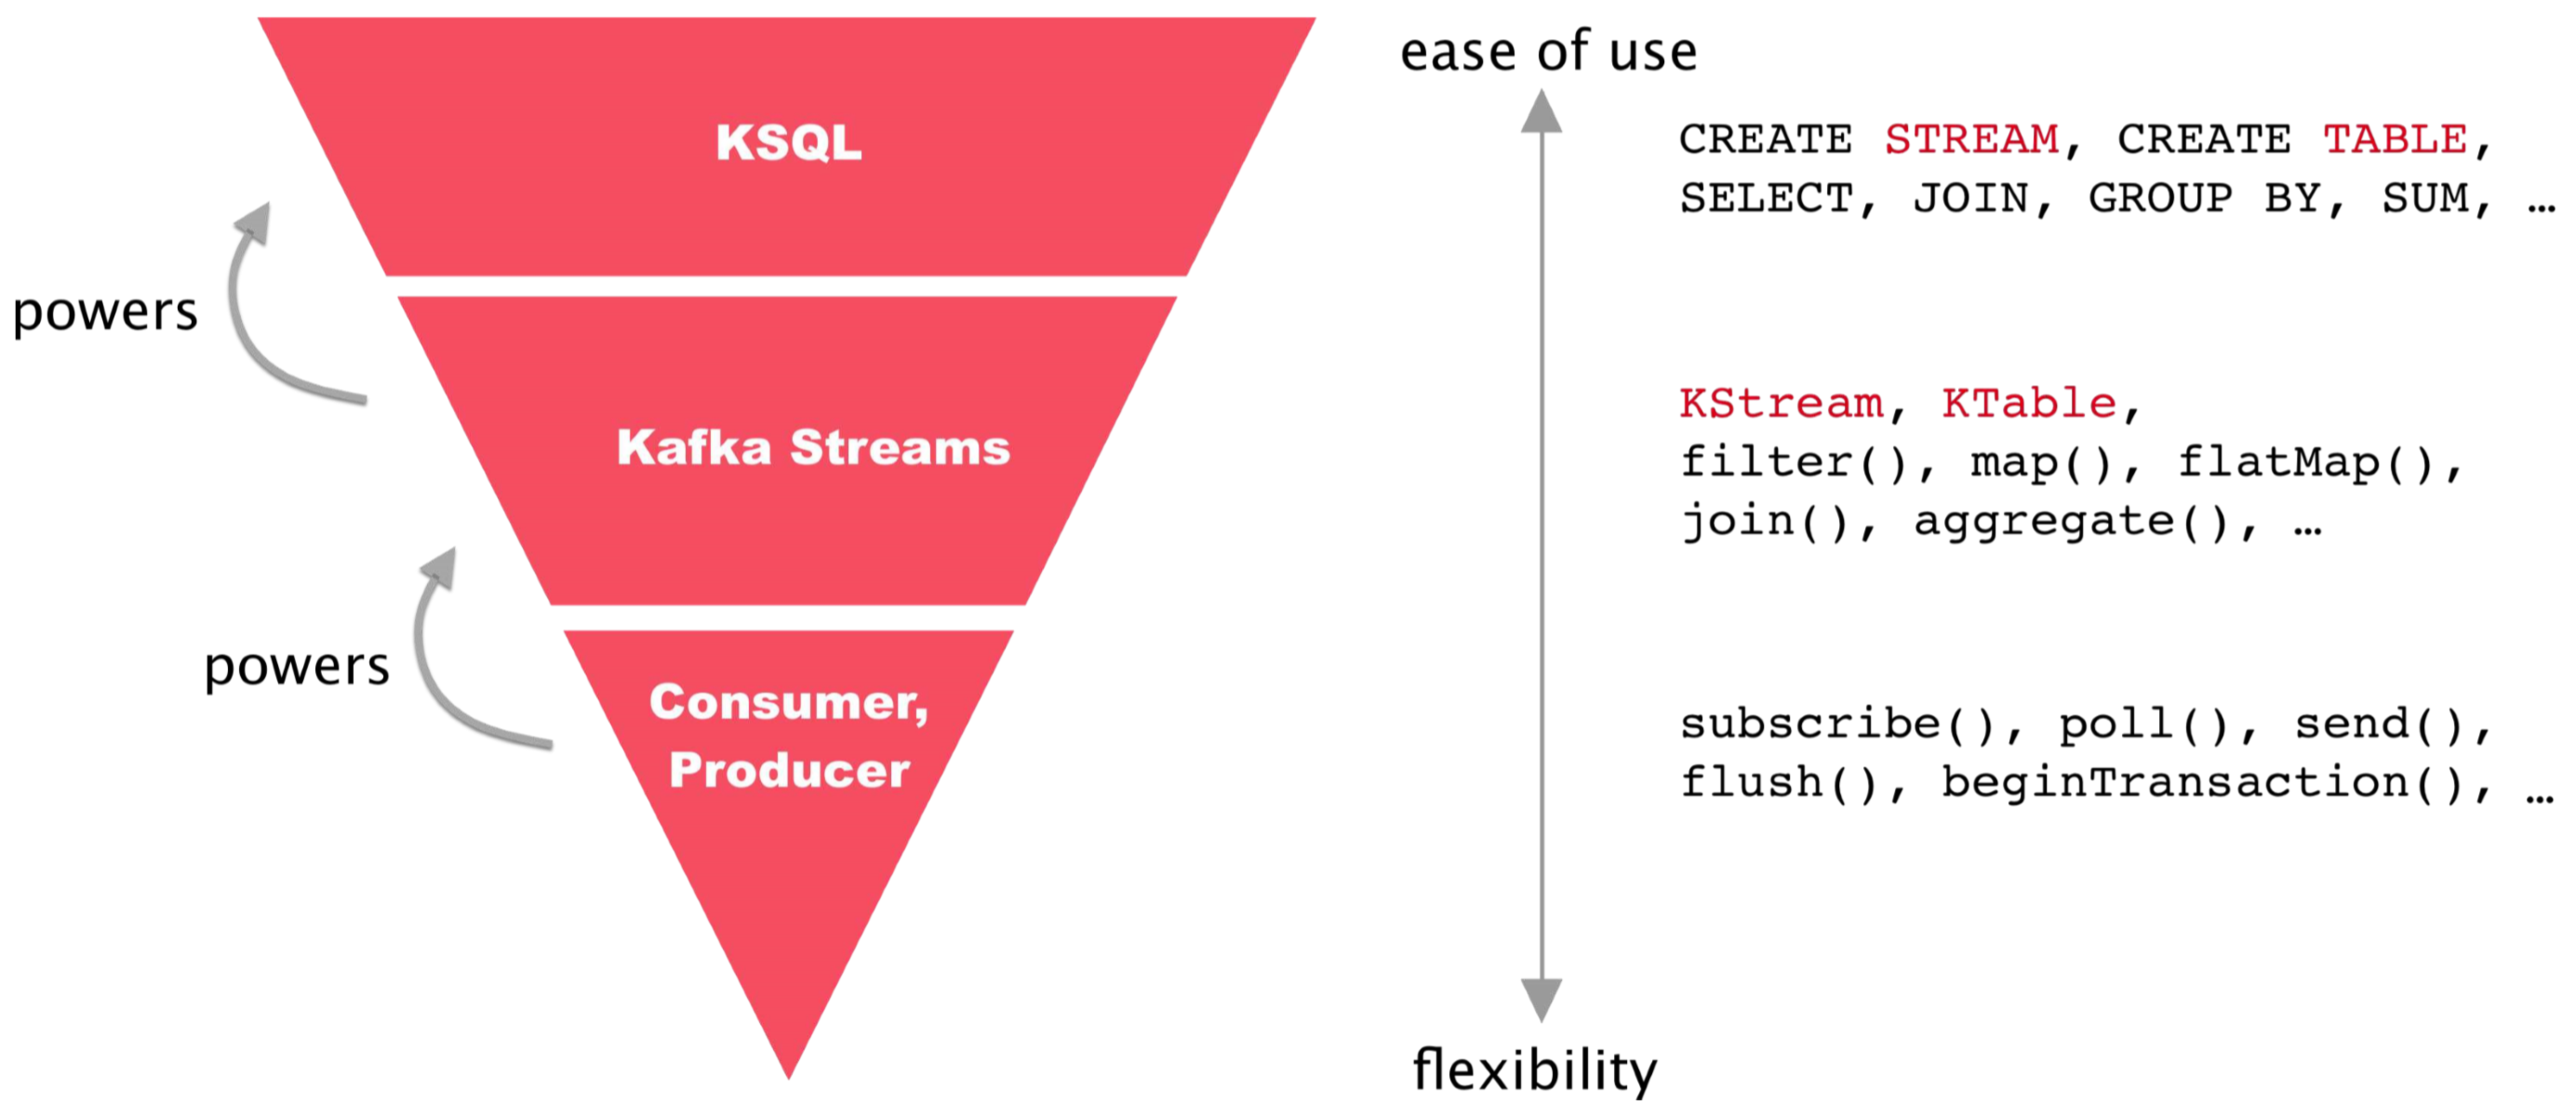 ease of use
KSQL
CREATE STREAM, CREATE TABLE,
SELECT, JOIN, GROUP BY, SUM, …
powers
Kafka Streams
KStream, KTable,
filter(), map(), flatMap(),
join(), aggregate(), …
powers
Consumer,
Producer
subscribe(), poll(), send(),
flush(), beginTransaction(), …
flexibility